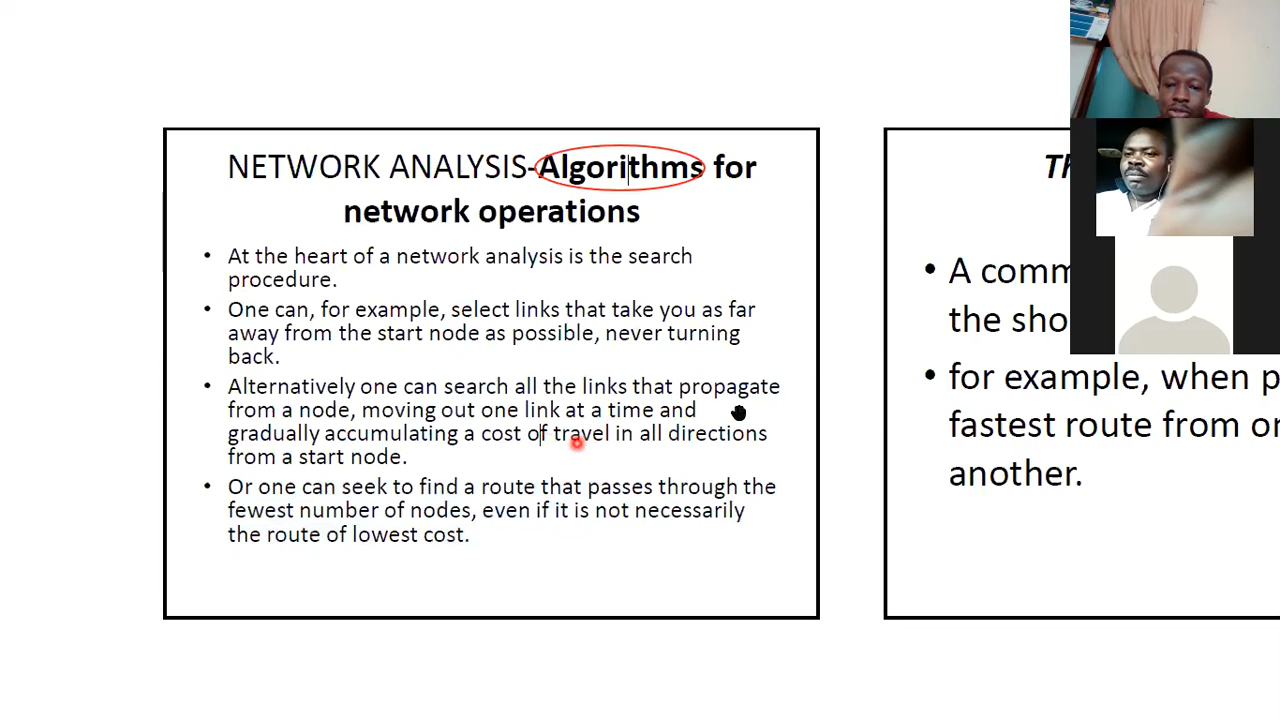 NETWORK ANALYSIS-Algorithms for
network operations
• At the heart of a network analysis is the search
procedure.
• One can, for example, select links that take you as far
away from the start node as possible, never turning
back.
• Alternatively one can search all the links that propagate
from a node, moving out one link at a time and
gradually accumulating a cost of travel in all directions
from a start node.
• Or one can seek to find a route that passes through the
fewest number of nodes, even if it is not necessarily
the route of lowest cost.
• A comm
the sho
• for example, when p
fastest route from or
another.